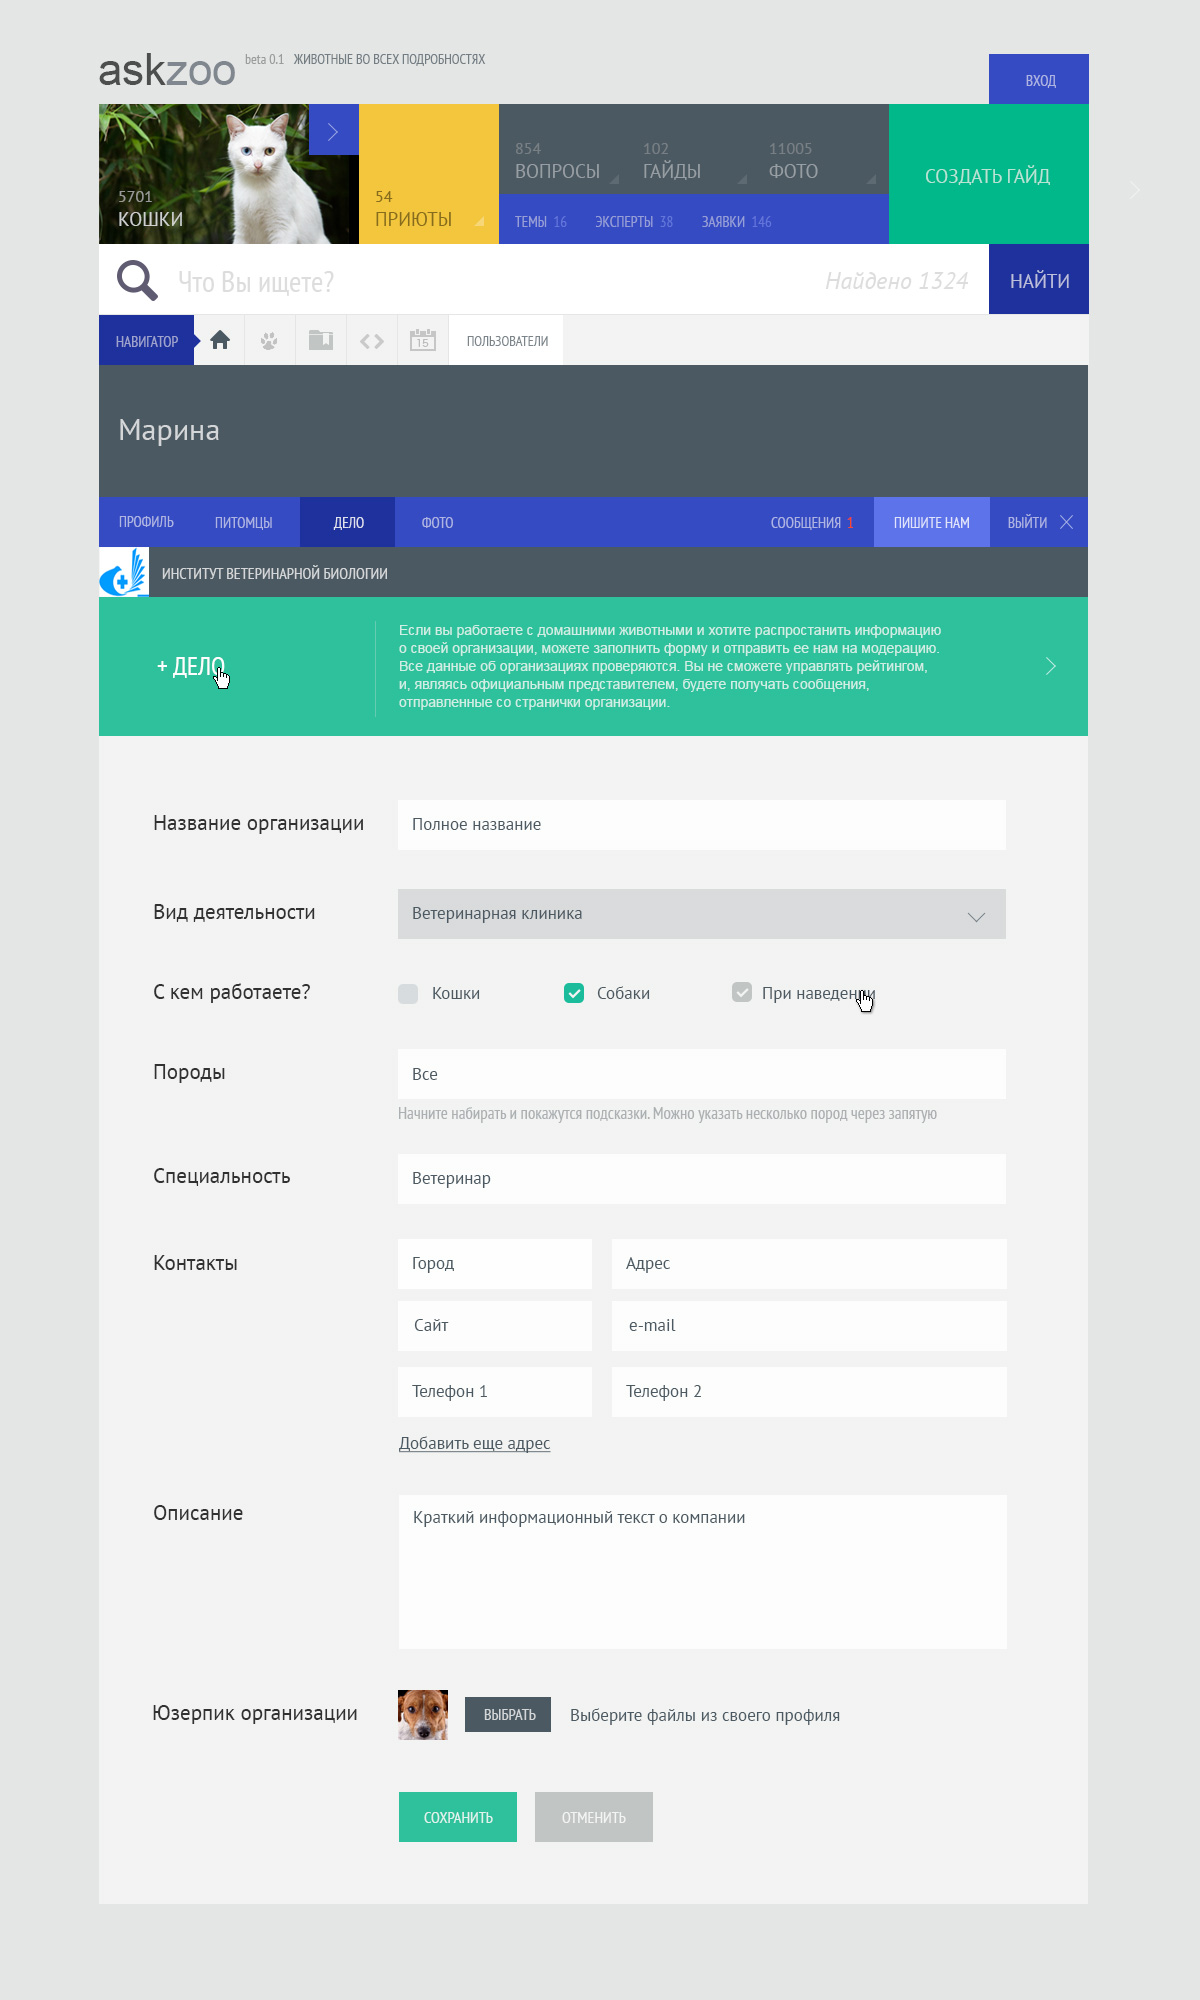 askzoo beta 0.1 ЖИВОТНЫЕ ВО ВСЕХ ПОДРОБНОСТЯХ
ВХОД
5701
КОШКИ
54
ПРИЮТЫ
854
ВОПРОСЫ
102
ГАЙДЫ
11005
ФОТО
ТЕМЫ 16 ЭКСПЕРТЫ 38 ЗАЯВКИ 146
СОЗДАТЬ ГАЙД
Что Вы ищете? Найдено 1324 НАЙТИ
НАВИГАТОР 15 ПОЛЬЗОВАТЕЛИ
Марина
ПРОФИЛЬ ПИТОМЦЫ ДЕЛО ФОТО СООБЩЕНИЯ 1 ПИШИТЕ НАМ ВЫЙТИ
ИНСТИТУТ ВЕТЕРИНАРНОЙ БИОЛОГИИ
+ ДЕЛО
Если вы работаете с домашними животными и хотите распростанить информацию
о своей организации, можете заполнить форму и отправить ее нам на модерацию.
Все данные об организациях проверяются. Вы не сможете управлять рейтингом,
и, являясь официальным представителем, будете получать сообщения,
отправленные со странички организации.
Название организации Полное название
Вид деятельности Ветеринарная клиника
С кем работаете? Кошки Собаки При наведении
Породы Все
Начните набирать и покажутся подсказки. Можно указать несколько пород через запятую
Специальность Ветеринар
Контакты Город Адрес
Сайт e-mail
Телефон 1 Телефон 2
Добавить еще адрес
Описание Краткий информационный текст о компании
Юзерпик организации ВЫБРАТЬ Выберите файлы из своего профиля
СОХРАНИТЬ ОТМЕНИТЬ